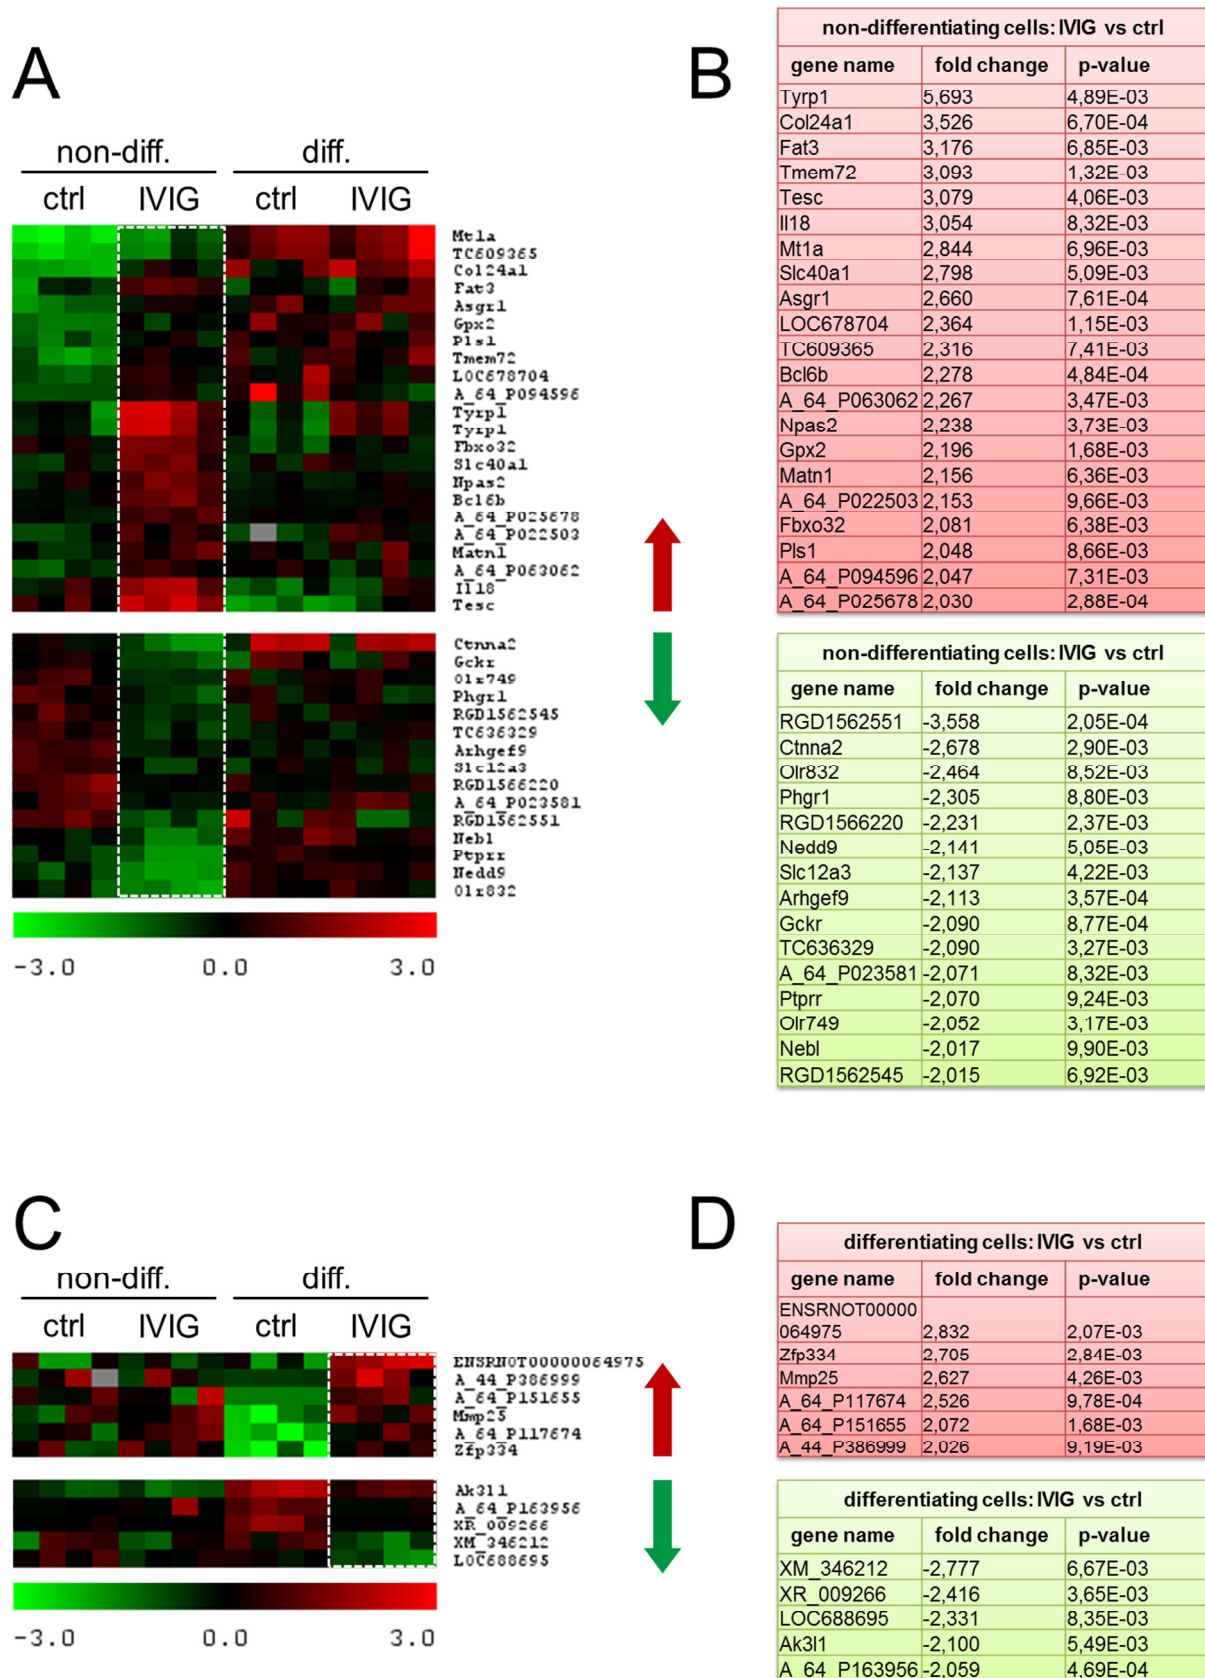 A
non-diff. diff.
ctrl IVIG ctrl IVIG
Mt1a
TC609365
Col24a1
Fat3
Asgr1
Gpx2
Pls1
Tmem72
LOC678704
A_64_P094596
Tyrp1
Tyrp1
Fbxo32
Slc40a1
Npas2
Bcl6b
A_64_P025678
A_64_P022503
Matn1
A_64_P063062
Il18
Tesc
Ctnna2
Gckr
Olr749
Phgr1
RGD1562545
TC636329
Arhgef9
Slc12a3
RGD1566220
A_64_P023581
RGD1562551
Nebl
Ptprr
Nedd9
Olr832
-3.0 0.0 3.0
B
non-differentiating cells: IVIG vs ctrl
gene name fold change p-value
Tyrp1 5,693 4,89E-03
Col24a1 3,526 6,70E-04
Fat3 3,176 6,85E-03
Tmem72 3,093 1,32E-03
Tesc 3,079 4,06E-03
Il18 3,054 8,32E-03
Mt1a 2,844 6,96E-03
Slc40a1 2,798 5,09E-03
Asgr1 2,660 7,61E-04
LOC678704 2,364 1,15E-03
TC609365 2,316 7,41E-03
Bcl6b 2,278 4,84E-04
A_64_P063062 2,267 3,47E-03
Npas2 2,238 3,73E-03
Gpx2 2,196 1,68E-03
Matn1 2,156 6,36E-03
A_64_P022503 2,153 9,66E-03
Fbxo32 2,081 6,38E-03
Pls1 2,048 8,66E-03
A_64_P094596 2,047 7,31E-03
A_64_P025678 2,030 2,88E-04
non-differentiating cells: IVIG vs ctrl
gene name fold change p-value
RGD1562551 -3,558 2,05E-04
Ctnna2 -2,678 2,90E-03
Olr832 -2,464 8,52E-03
Phgr1 -2,305 8,80E-03
RGD1566220 -2,231 2,37E-03
Nedd9 -2,141 5,05E-03
Slc12a3 -2,137 4,22E-03
Arhgef9 -2,113 3,57E-04
Gckr -2,090 8,77E-04
TC636329 -2,090 3,27E-03
A_64_P023581 -2,071 8,32E-03
Ptprr -2,070 9,24E-03
Olr749 -2,052 3,17E-03
Nebl -2,017 9,90E-03
RGD1562545 -2,015 6,92E-03
C
non-diff. diff.
ctrl IVIG ctrl IVIG
ENSRNOT00000064975
A_44_P386999
A_64_P151655
Mmp25
A_64_P117674
Zfp334
Ak3l1
A_64_P163956
XR_009266
XM_346212
LOC688695
-3.0 0.0 3.0
D
differentiating cells: IVIG vs ctrl
gene name fold change p-value
ENSRNOT00000
064975 2,832 2,07E-03
Zfp334 2,705 2,84E-03
Mmp25 2,627 4,26E-03
A_64_P117674 2,526 9,78E-04
A_64_P151655 2,072 1,68E-03
A_44_P386999 2,026 9,19E-03
differentiating cells: IVIG vs ctrl
gene name fold change p-value
XM_346212 -2,777 6,67E-03
XR_009266 -2,416 3,65E-03
LOC688695 -2,331 8,35E-03
Ak3l1 -2,100 5,49E-03
A_64_P163956 -2,059 4,69E-04